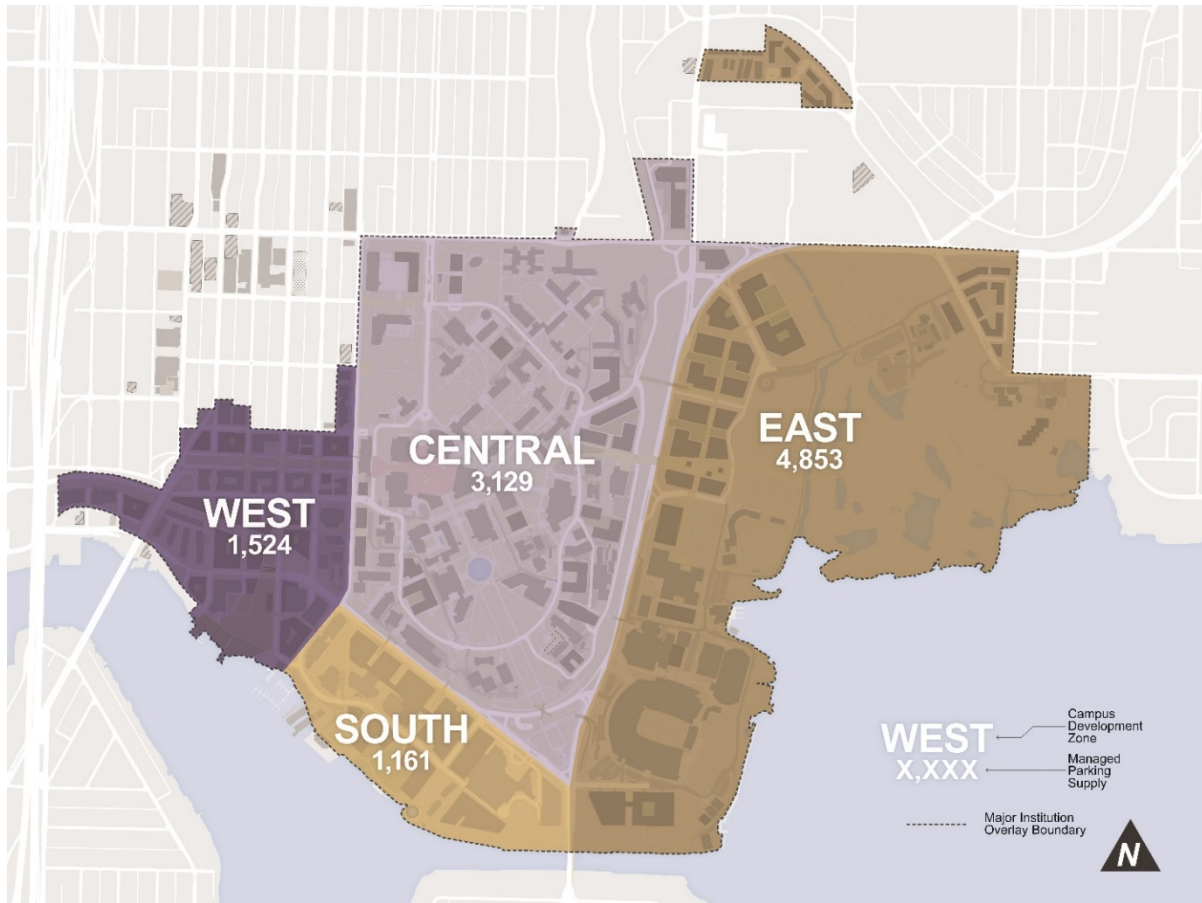 CENTRAL
3,129
EAST
4,853
WEST
1,524
SOUTH
1,161
WEST
X,XXX
Campus
Development
Zone
Managed
Parking
Supply
Major Institution
Overlay Boundary
N